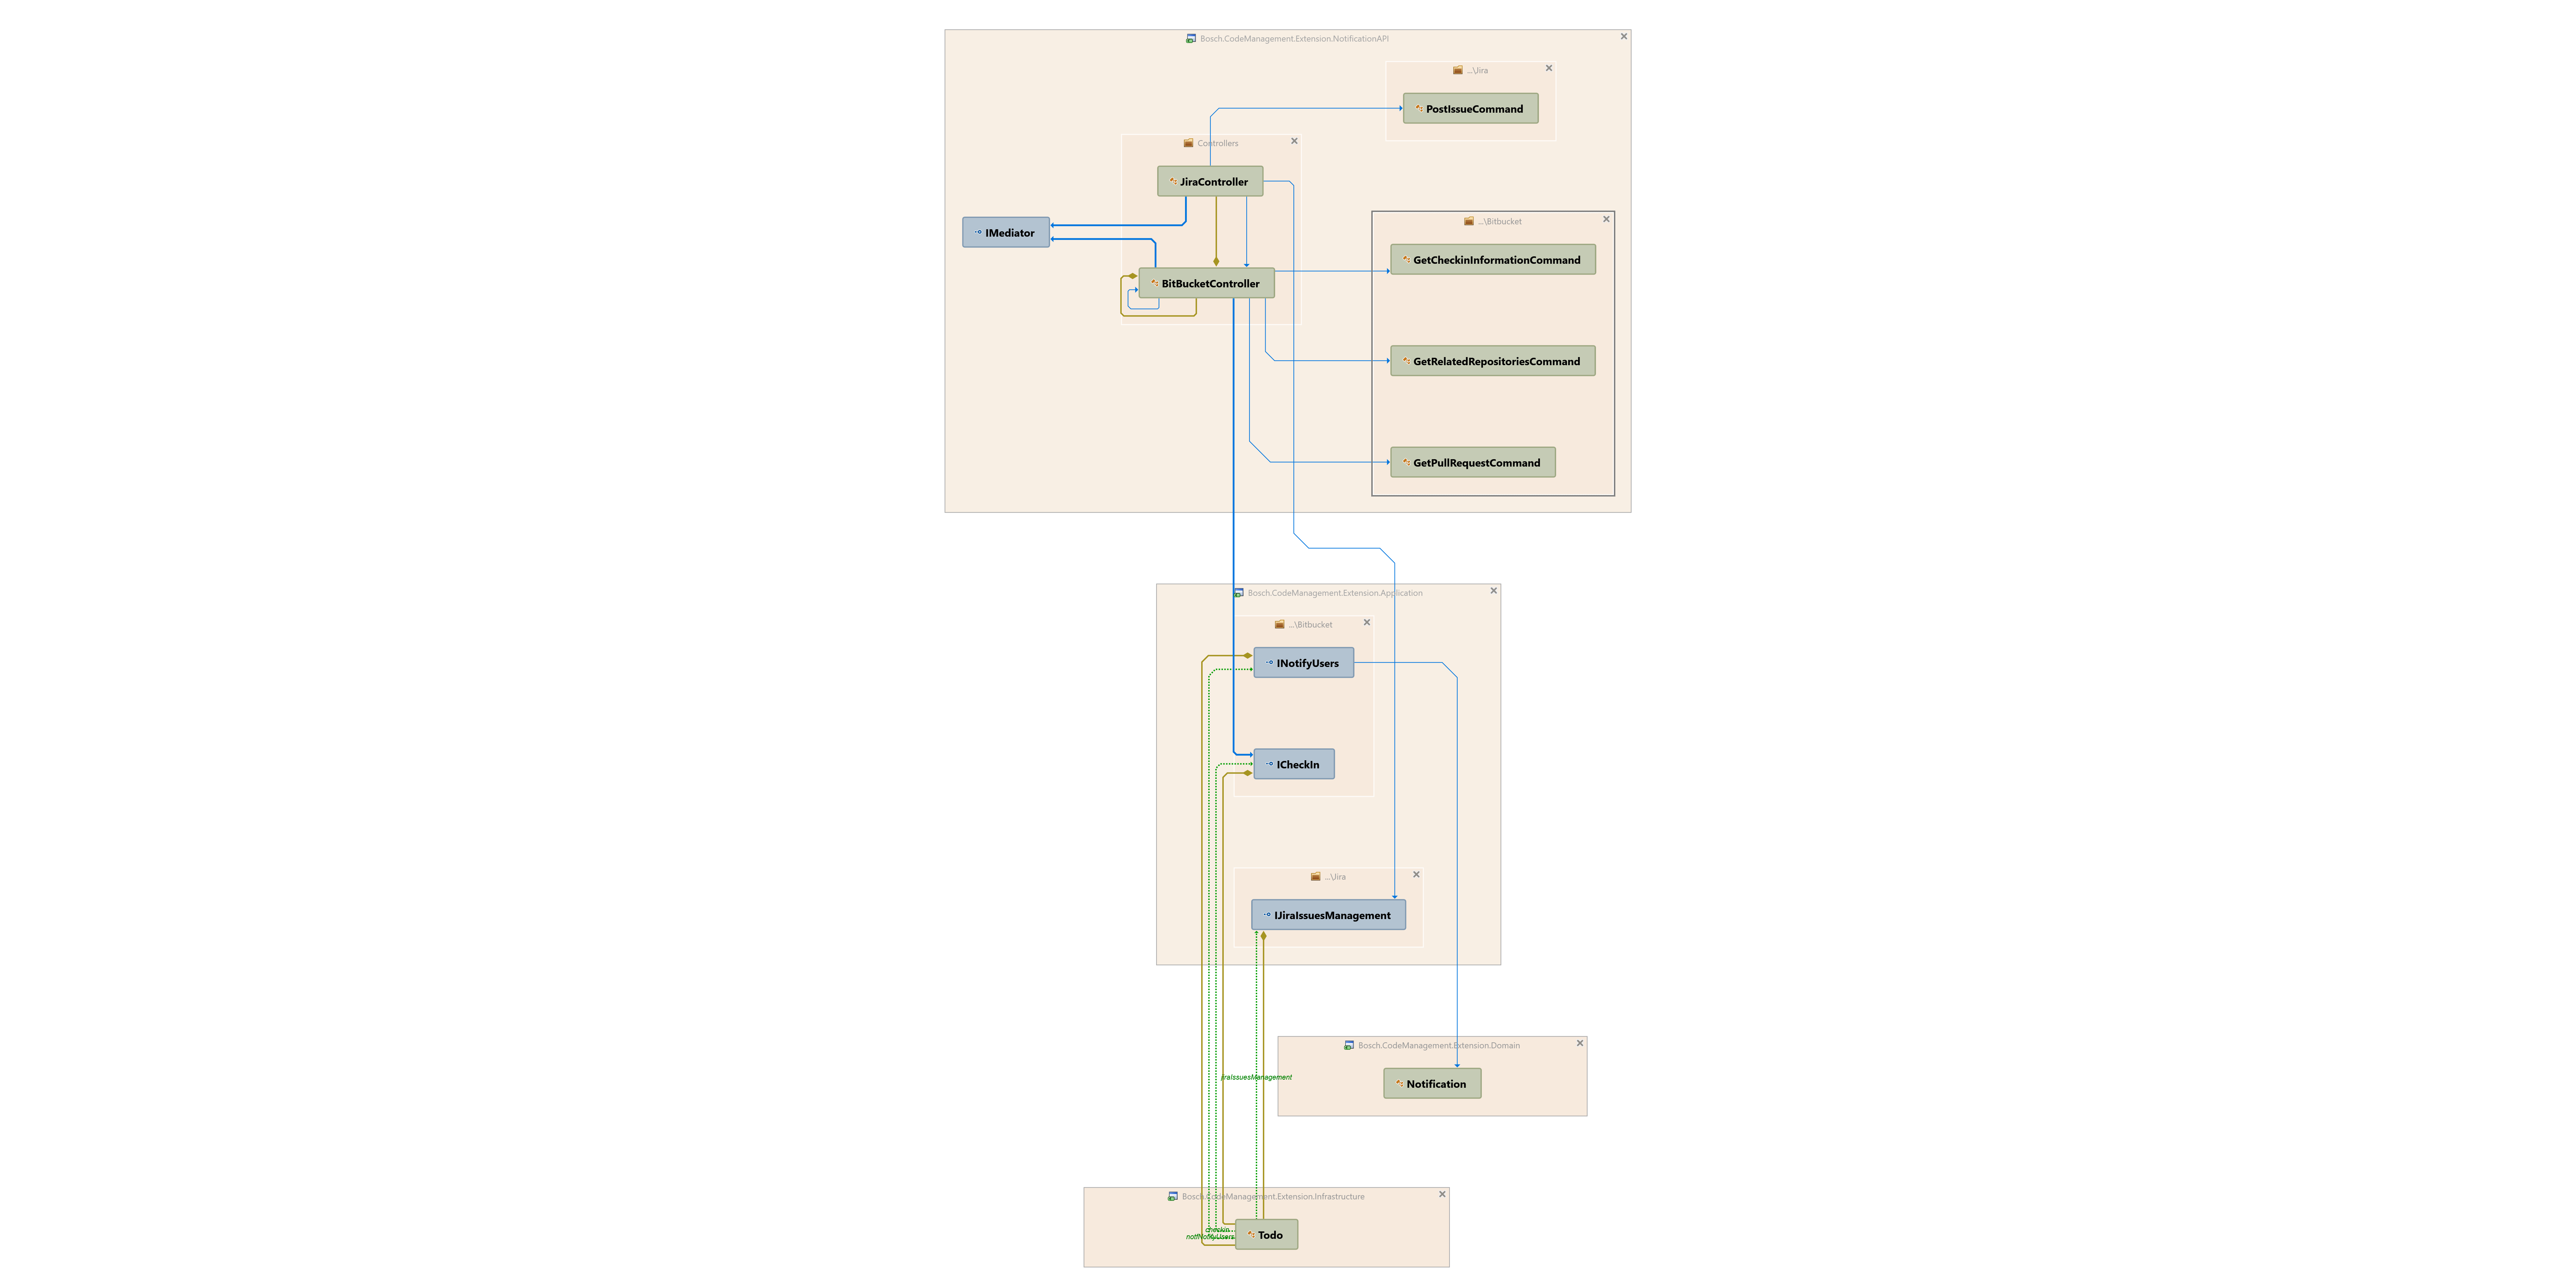 Bosch.CodeManagement.Extension.NotificationAPI
...\Jira
PostIssueCommand
Controllers
JiraController
IMediator
...\Bitbucket
GetCheckinInformationCommand
BitBucketController
GetRelatedRepositoriesCommand
GetPullRequestCommand
Bosch.CodeManagement.Extension.Application
...\Bitbucket
INotifyUsers
ICheckIn
...\Jira
IJiraIssuesManagement
Bosch.CodeManagement.Extension.Domain
jiraIssuesManagement
Notification
Bosch.CodeManagement.Extension.Infrastructure
checkin
Todo